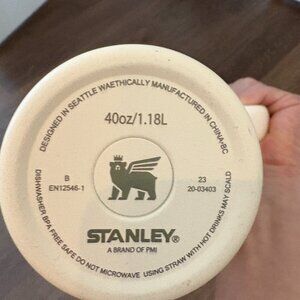 DESIGNED IN SEATTLE WAETHICALLY MANUFACTURED IN CHINA-BC
40oz/1.18L
B
EN12546-1
23
20-03403
STANLEY®
A BRAND OF PMI
DISHWASHER BPA FREE SAFE DO NOT MICROWAVE USING STRAW WITH HOT DRINKS MAY SCALD